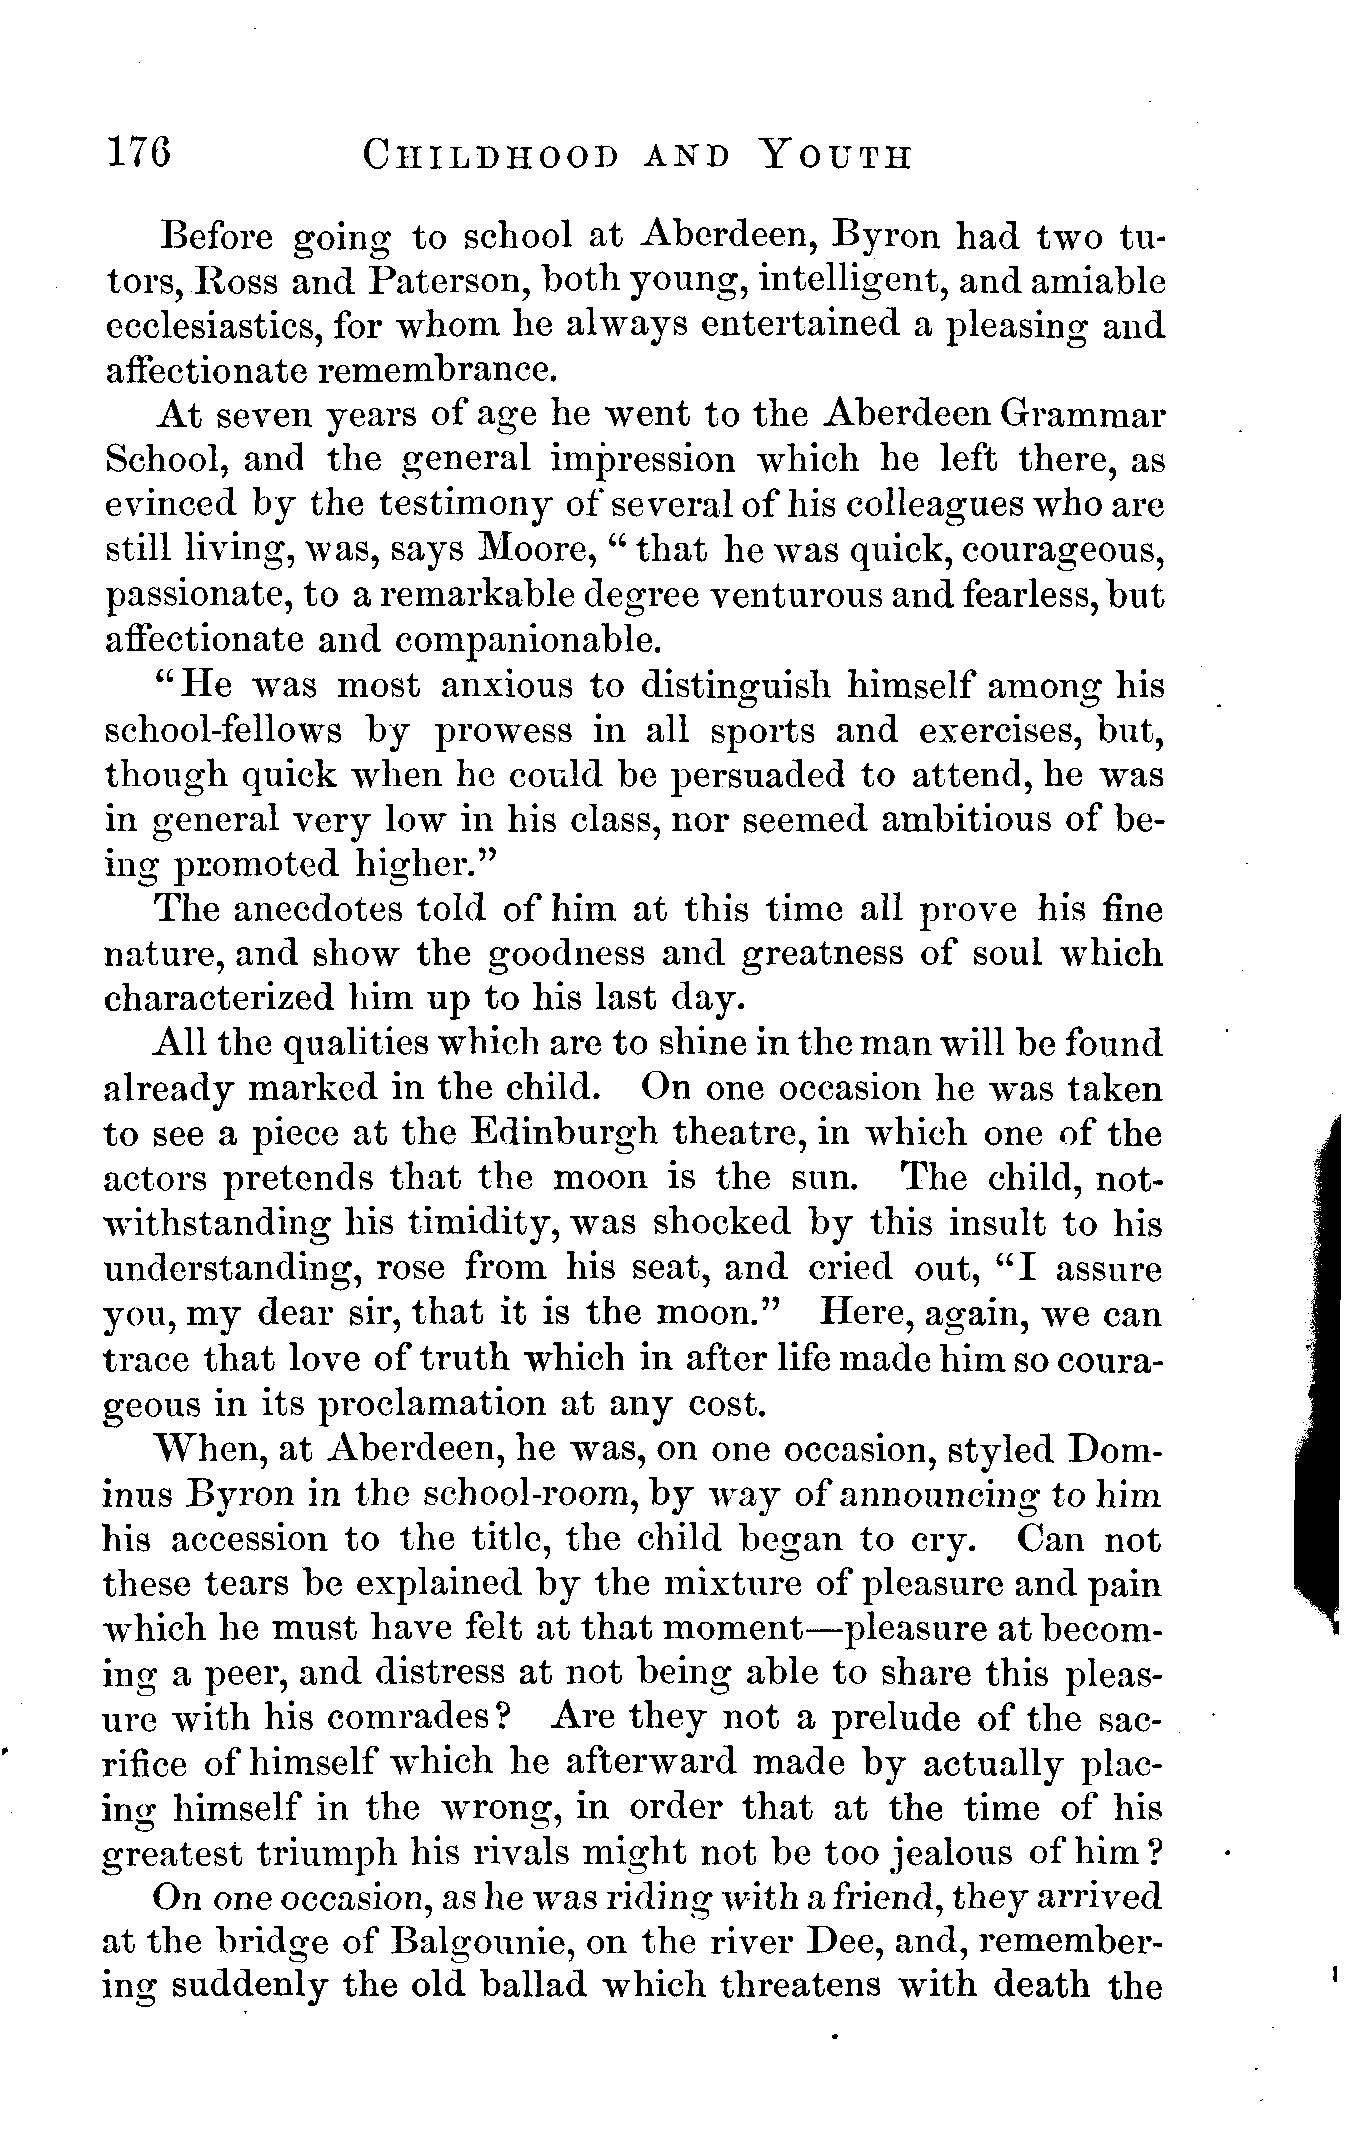 176 CHILDHOOD AND YOUTH
Before going to school at Aberdeen, Byron had two tu-
tors, Ross and Paterson, both young, intelligent, and amiable
ecclesiastics, for whom he always entertained a pleasing and
affectionate remembrance.
At seven years of age he went to the Aberdeen Grammar
School, and the general impression which he left there, as
evinced by the testimony of several of his colleagues who are
still living, was, says Moore, "that he was quick, courageous,
passionate, to a remarkable degree venturous and fearless, but
affectionate and companionable.
"He was most anxious to distinguish himself among his
school-fellows by prowess in all sports and exercises, but,
though quick when he could be persuaded to attend, he was
in general very low in his class, nor seemed ambitious of be-
ing promoted higher."
The anecdotes told of him at this time all prove his fine
nature, and show the goodness and greatness of soul which
characterized him up to his last day.
All the qualities which are to shine in the man will be found
already marked in the child. On one occasion he was taken
to see a piece at the Edinburgh theatre, in which one of the
actors pretends that the moon is the sun. The child, not-
withstanding his timidity, was shocked by this insult to his
understanding, rose from his seat, and cried out, "I assure
you, my dear sir, that it is the moon." Here, again, we can
trace that love of truth which in after life made him so coura-
geous in its proclamation at any cost.
When, at Aberdeen, he was, on one occasion, styled Dom-
inus Byron in the school-room, by way of announcing to him
his accession to the title, the child began to cry. Can not
these tears be explained by the mixture of pleasure and pain
which he must have felt at that moment—pleasure at becom-
ing a peer, and distress at not being able to share this pleas-
ure with his comrades? Are they not a prelude of the sac-
rifice of himself which he afterward made by actually plac-
ing himself in the wrong, in order that at the time of his
greatest triumph his rivals might not be too jealous of him?
On one occasion, as he was riding with a friend, they arrived
at the bridge of Balgounie, on the river Dee, and, remember-
ing suddenly the old ballad which threatens with death the